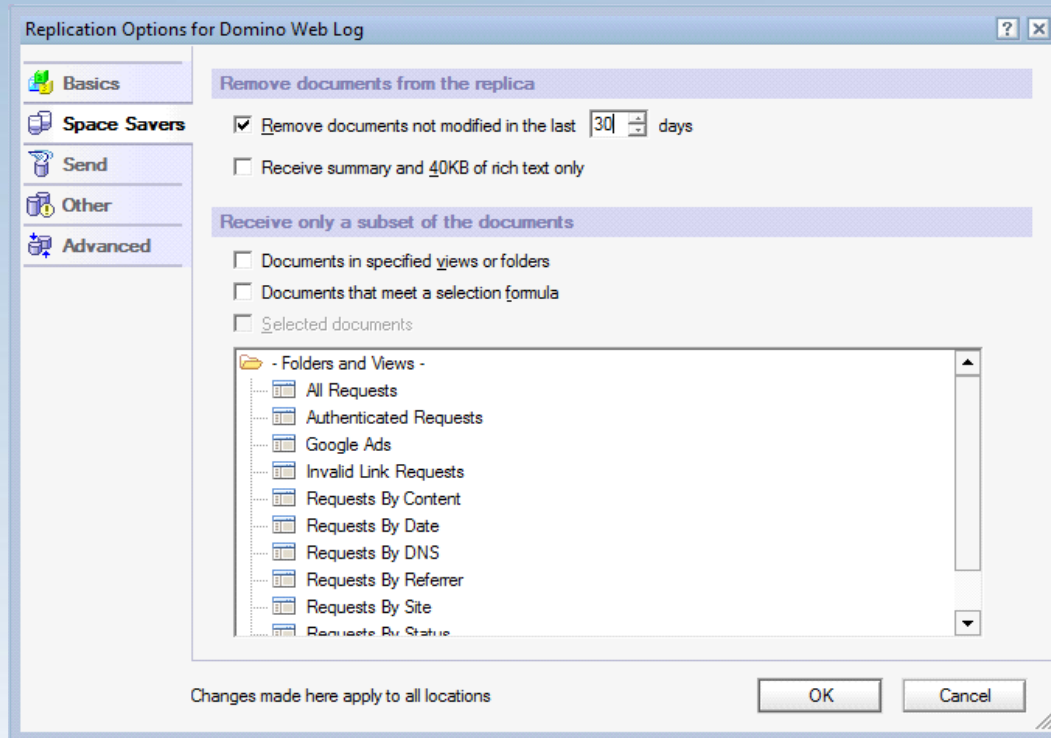 Replication Options for Domino Web Log
Basics
Space Savers
Send
Other
Advanced
Remove documents from the replica
Remove documents not modified in the last 30 days
Receive summary and 40KB of rich text only
Receive only a subset of the documents
Documents in specified views or folders
Documents that meet a selection formula
Selected documents
- Folders and Views -
All Requests
Authenticated Requests
Google Ads
Invalid Link Requests
Requests By Content
Requests By Date
Requests By DNS
Requests By Referrer
Requests By Site
Requests By Status
Changes made here apply to all locations
OK Cancel